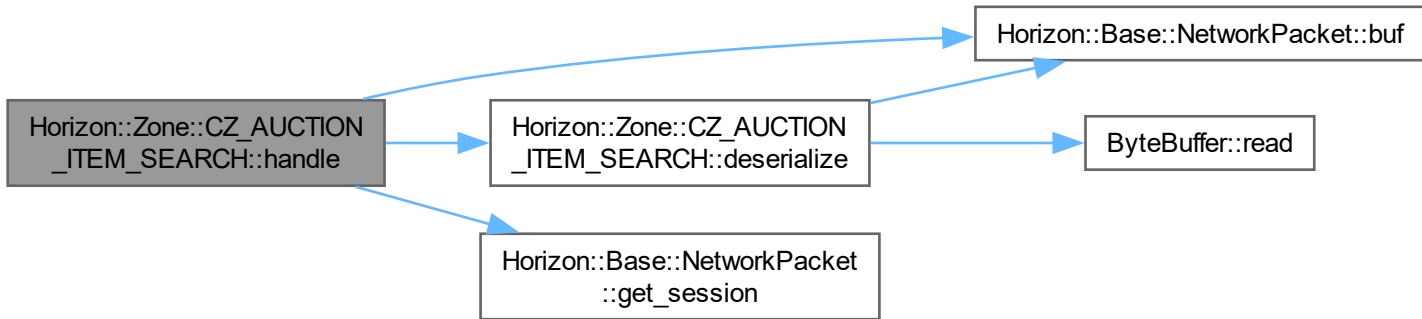 Horizon::Zone::CZ_AUCTION
_ITEM_SEARCH::handle
Horizon::Base::NetworkPacket::buf
Horizon::Zone::CZ_AUCTION
_ITEM_SEARCH::deserialize
ByteBuffer::read
Horizon::Base::NetworkPacket
::get_session